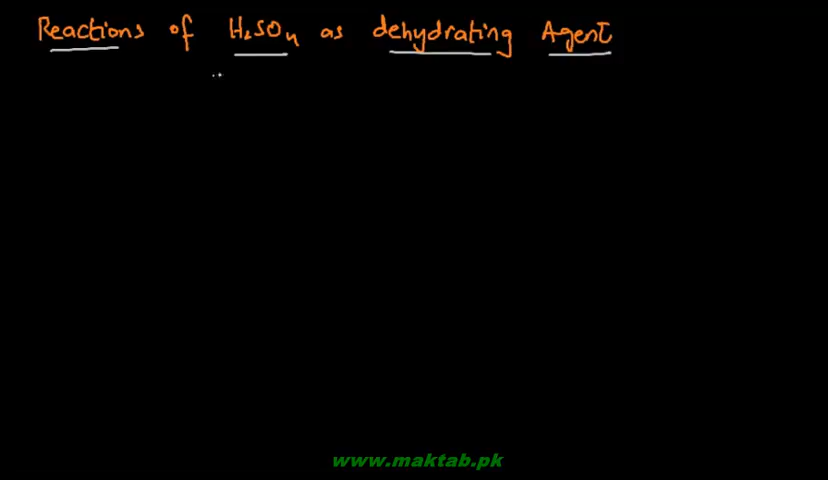 Reactions of H₂SO₄ as dehydrating Agent
www.maktab.pk